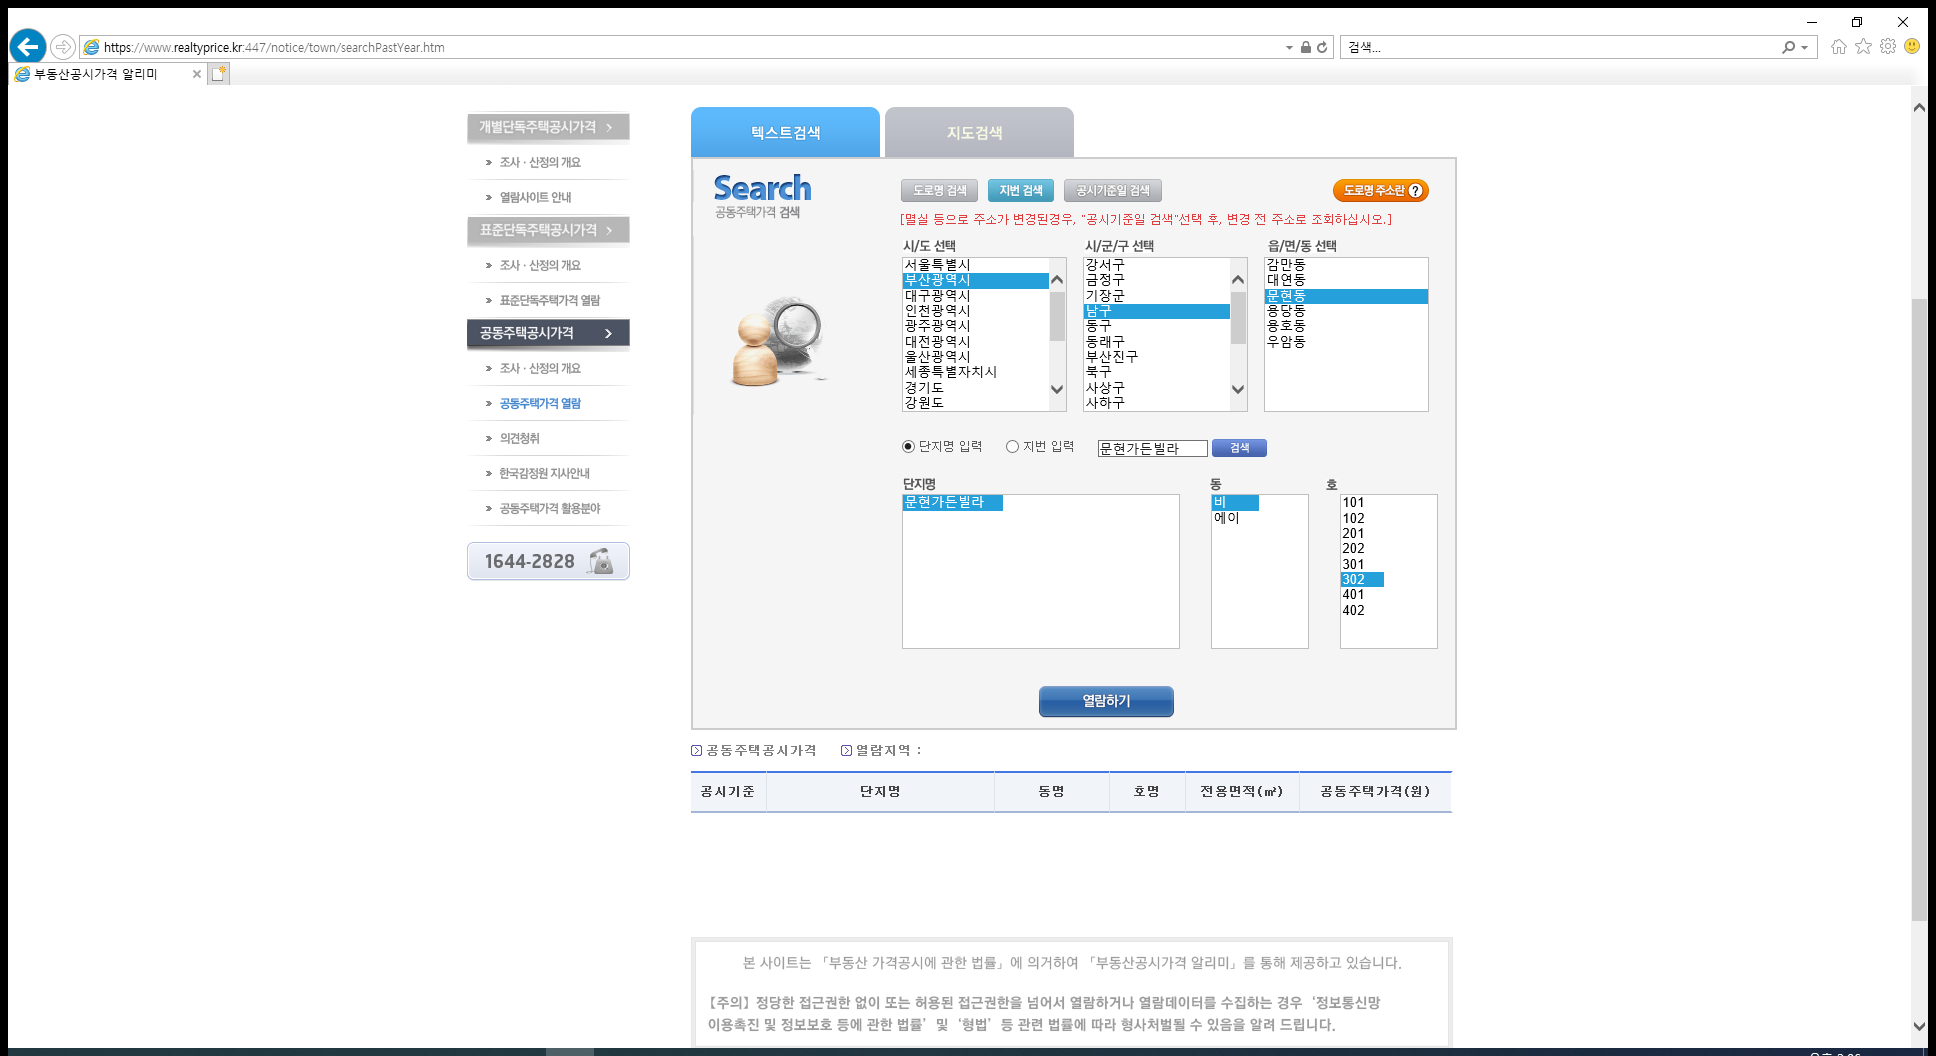 https://www.realtyprice.kr:447/notice/town/searchPastYear.htm
검색...
부동산공시가격 알리미
개별단독주택공시가격
조사·산정의 개요
열람사이트 안내
표준단독주택공시가격
조사·산정의 개요
표준단독주택가격 열람
공동주택공시가격
조사·산정의 개요
공동주택가격 열람
의견청취
한국감정원 지사안내
공동주택가격 활용분야
1644-2828
텍스트검색
지도검색
Search
공동주택가격 검색
도로명 검색
지번 검색
공시기준일 검색
도로명 주소란 ?
[멸실 등으로 주소가 변경된경우, "공시기준일 검색"선택 후, 변경 전 주소로 조회하십시오.]
시/도 선택
서울특별시
부산광역시
대구광역시
인천광역시
광주광역시
대전광역시
울산광역시
세종특별자치시
경기도
강원도
시/군/구 선택
강서구
금정구
기장군
남구
동구
동래구
부산진구
북구
사상구
사하구
읍/면/동 선택
감만동
대연동
문현동
용당동
용호동
우암동
단지명 입력
지번 입력
문현가든빌라
검색
단지명
문현가든빌라
동
비
에이
호
101
102
201
202
301
302
401
402
열람하기
공동주택공시가격
열람지역 :
공시기준
단지명
동명
호명
전용면적(㎡)
공동주택가격(원)
본 사이트는 「부동산 가격공시에 관한 법률」에 의거하여 「부동산공시가격 알리미」를 통해 제공하고 있습니다.
【주의】정당한 접근권한 없이 또는 허용된 접근권한을 넘어서 열람하거나 열람데이터를 수집하는 경우 ‘정보통신망
이용촉진 및 정보보호 등에 관한 법률’ 및 ‘형법’ 등 관련 법률에 따라 형사처벌될 수 있음을 알려 드립니다.